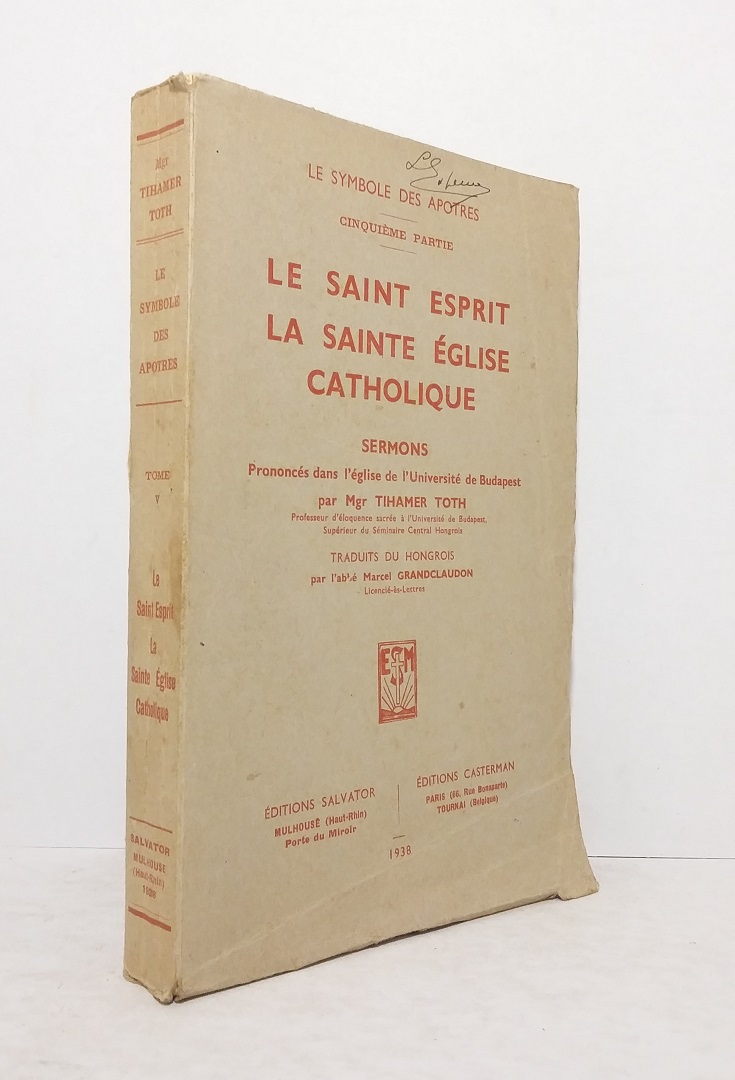 Mgr
TIHAMER
TOTH
LE
SYMBOLE
DES
APOTRES
TOME
V
Le
Saint Esprit
La
Sainte Église
Catholique
SALVATOR
MULHOUSE
(Haut-Rhin)
1938
LE SYMBOLE DES APOTRES
CINQUIÈME PARTIE
LE SAINT ESPRIT
LA SAINTE ÉGLISE
CATHOLIQUE
SERMONS
Prononcés dans l'église de l'Université de Budapest
par Mgr TIHAMER TOTH
Professeur d'éloquence sacrée à l'Université de Budapest,
Supérieur du Séminaire Central Hongrois
TRADUITS DU HONGROIS
par l'abbé Marcel GRANDCLAUDON
Licencié-ès-Lettres
ESM
ÉDITIONS SALVATOR
MULHOUSE (Haut-Rhin)
Porte du Miroir
ÉDITIONS CASTERMAN
PARIS (66, Rue Bonaparte)
TOURNAI (Belgique)
1938